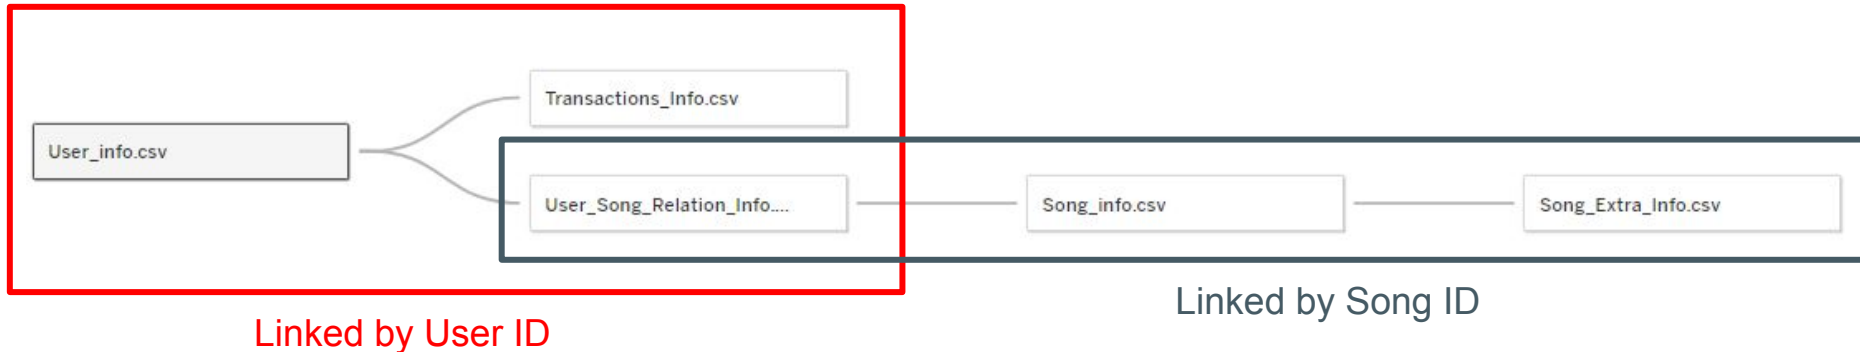 Transactions_Info.csv
User_info.csv
User_Song_Relation_Info....
Song_info.csv
Song_Extra_Info.csv
Linked by Song ID
Linked by User ID